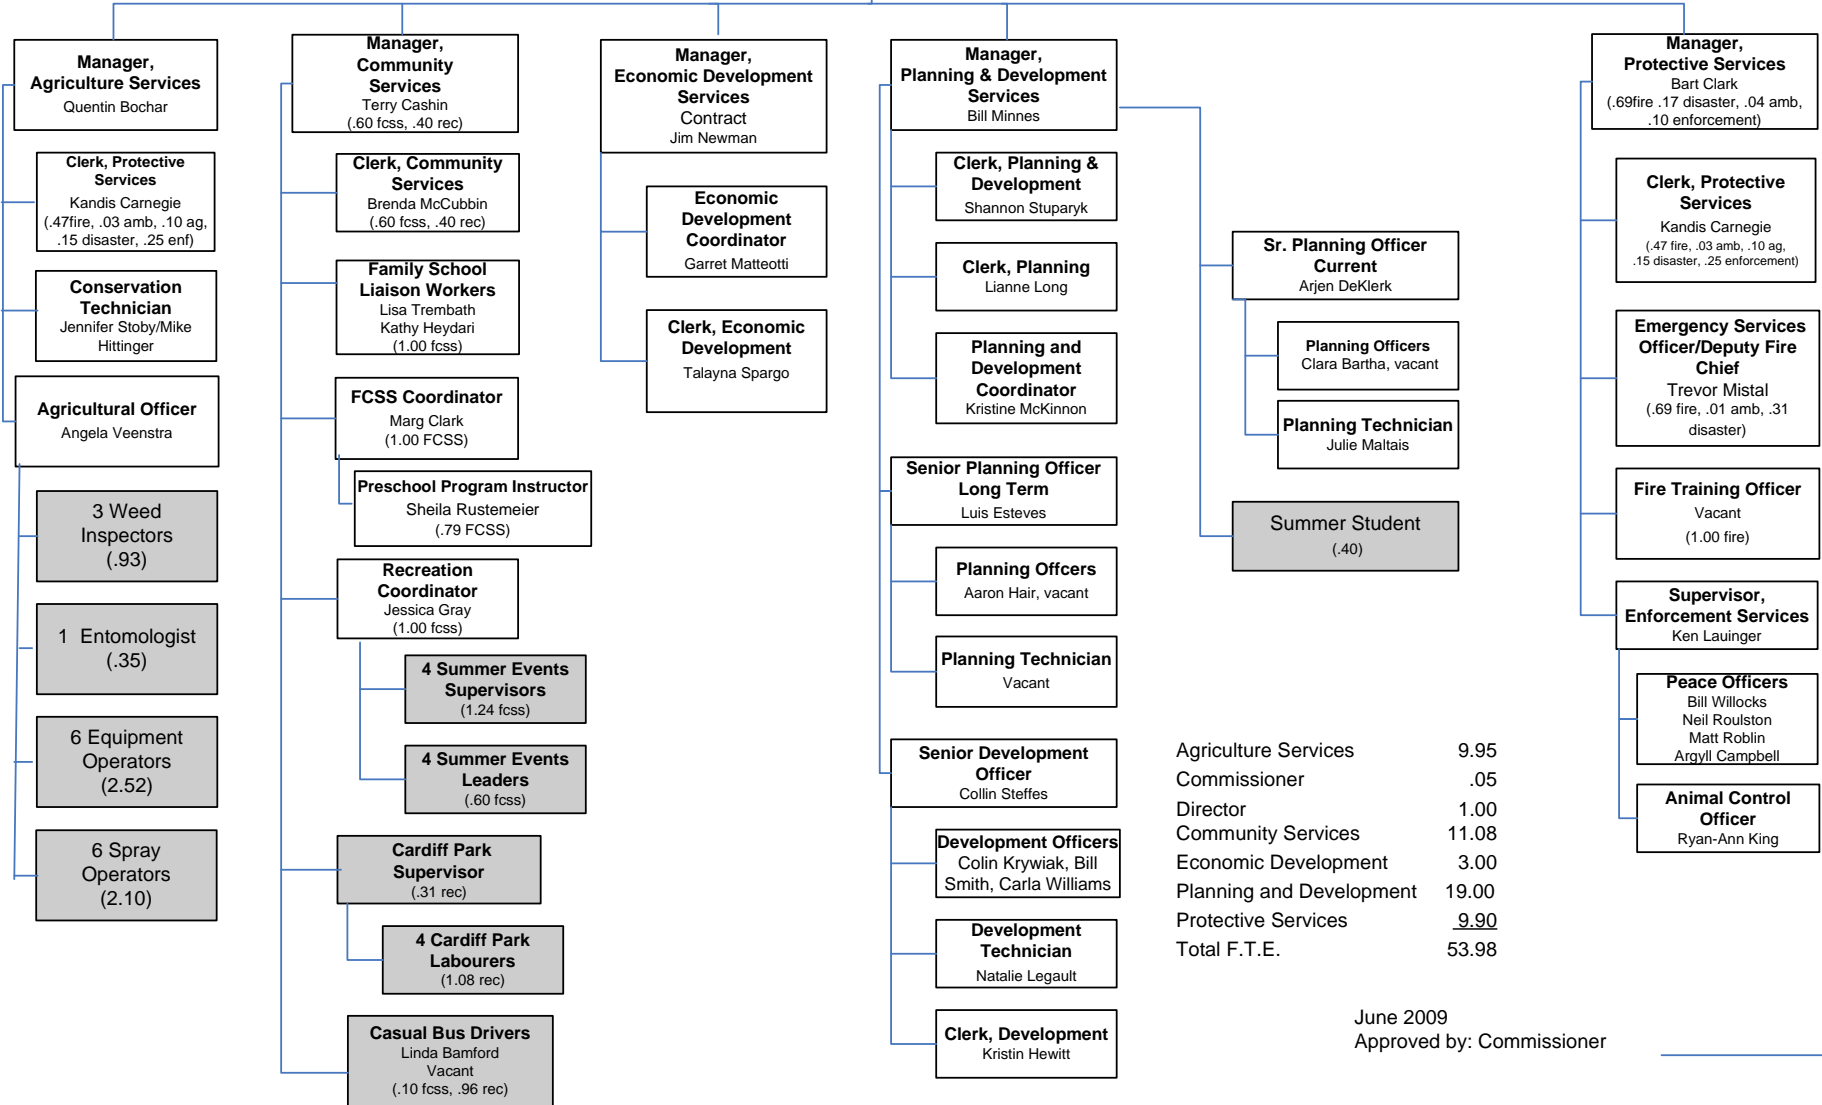 Manager,
Agriculture Services
Quentin Bochar
Clerk, Protective
Services
Kandis Carnegie
(.47fire, .03 amb, .10 ag,
.15 disaster, .25 enf)
Conservation
Technician
Jennifer Stoby/Mike
Hittinger
Agricultural Officer
Angela Veenstra
3 Weed
Inspectors
(.93)
1 Entomologist
(.35)
6 Equipment
Operators
(2.52)
6 Spray
Operators
(2.10)
Manager,
Community
Services
Terry Cashin
(.60 fcss, .40 rec)
Clerk, Community
Services
Brenda McCubbin
(.60 fcss, .40 rec)
Family School
Liaison Workers
Lisa Trembath
Kathy Heydari
(1.00 fcss)
FCSS Coordinator
Marg Clark
(1.00 FCSS)
Preschool Program Instructor
Sheila Rustemeier
(.79 FCSS)
Recreation
Coordinator
Jessica Gray
(1.00 fcss)
4 Summer Events
Supervisors
(1.24 fcss)
4 Summer Events
Leaders
(.60 fcss)
Cardiff Park
Supervisor
(.31 rec)
4 Cardiff Park
Labourers
(1.08 rec)
Casual Bus Drivers
Linda Bamford
Vacant
(.10 fcss, .96 rec)
Manager,
Economic Development
Services
Contract
Jim Newman
Economic
Development
Coordinator
Garret Matteotti
Clerk, Economic
Development
Talayna Spargo
Manager,
Planning & Development
Services
Bill Minnes
Clerk, Planning &
Development
Shannon Stuparyk
Clerk, Planning
Lianne Long
Planning and
Development
Coordinator
Kristine McKinnon
Senior Planning Officer
Long Term
Luis Esteves
Planning Offcers
Aaron Hair, vacant
Planning Technician
Vacant
Senior Development
Officer
Collin Steffes
Development Officers
Colin Krywiak, Bill
Smith, Carla Williams
Development
Technician
Natalie Legault
Clerk, Development
Kristin Hewitt
Sr. Planning Officer
Current
Arjen DeKlerk
Planning Officers
Clara Bartha, vacant
Planning Technician
Julie Maltais
Summer Student
(.40)
Manager,
Protective Services
Bart Clark
(.69fire .17 disaster, .04 amb,
.10 enforcement)
Clerk, Protective
Services
Kandis Carnegie
(.47 fire, .03 amb, .10 ag,
.15 disaster, .25 enforcement)
Emergency Services
Officer/Deputy Fire
Chief
Trevor Mistal
(.69 fire, .01 amb, .31
disaster)
Fire Training Officer
Vacant
(1.00 fire)
Supervisor,
Enforcement Services
Ken Lauinger
Peace Officers
Bill Willocks
Neil Roulston
Matt Roblin
Argyll Campbell
Animal Control
Officer
Ryan-Ann King
Agriculture Services 9.95
Commissioner .05
Director 1.00
Community Services 11.08
Economic Development 3.00
Planning and Development 19.00
Protective Services 9.90
Total F.T.E. 53.98
June 2009
Approved by: Commissioner